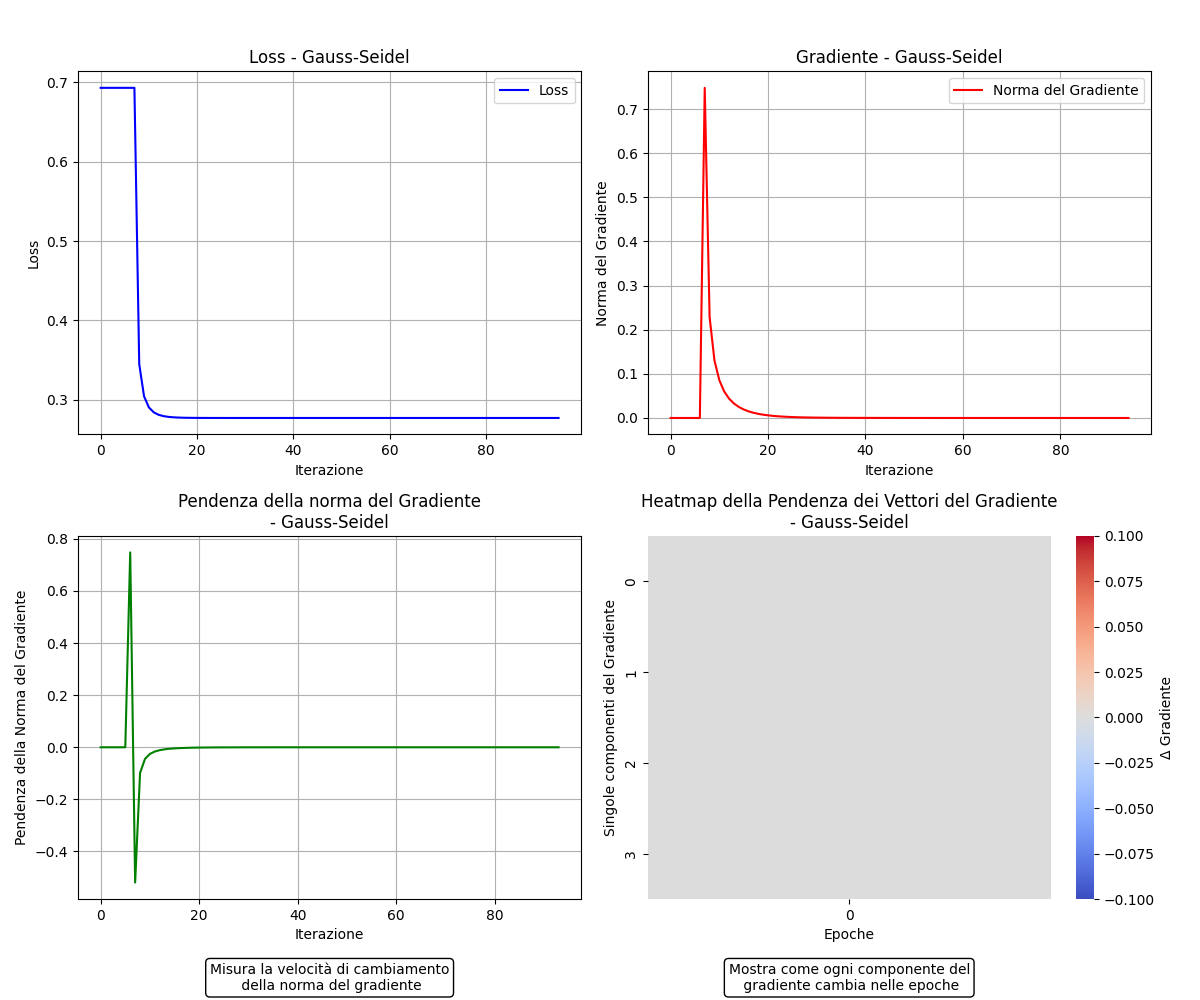 Loss - Gauss-Seidel
Loss
0.7
0.6
0.5
0.4
0.3
Loss
0
20
40
60
80
Iterazione
Gradiente - Gauss-Seidel
Norma del Gradiente
0.7
0.6
0.5
0.4
0.3
0.2
0.1
0.0
Norma del Gradiente
0
20
40
60
80
Iterazione
Pendenza della norma del Gradiente
- Gauss-Seidel
0.8
0.6
0.4
0.2
0.0
−0.2
−0.4
Pendenza della Norma del Gradiente
0
20
40
60
80
Iterazione
Misura la velocità di cambiamento
della norma del gradiente
Heatmap della Pendenza dei Vettori del Gradiente
- Gauss-Seidel
0
1
2
3
Singole componenti del Gradiente
0
Epoche
0.100
0.075
0.050
0.025
0.000
−0.025
−0.050
−0.075
−0.100
Δ Gradiente
Mostra come ogni componente del
gradiente cambia nelle epoche